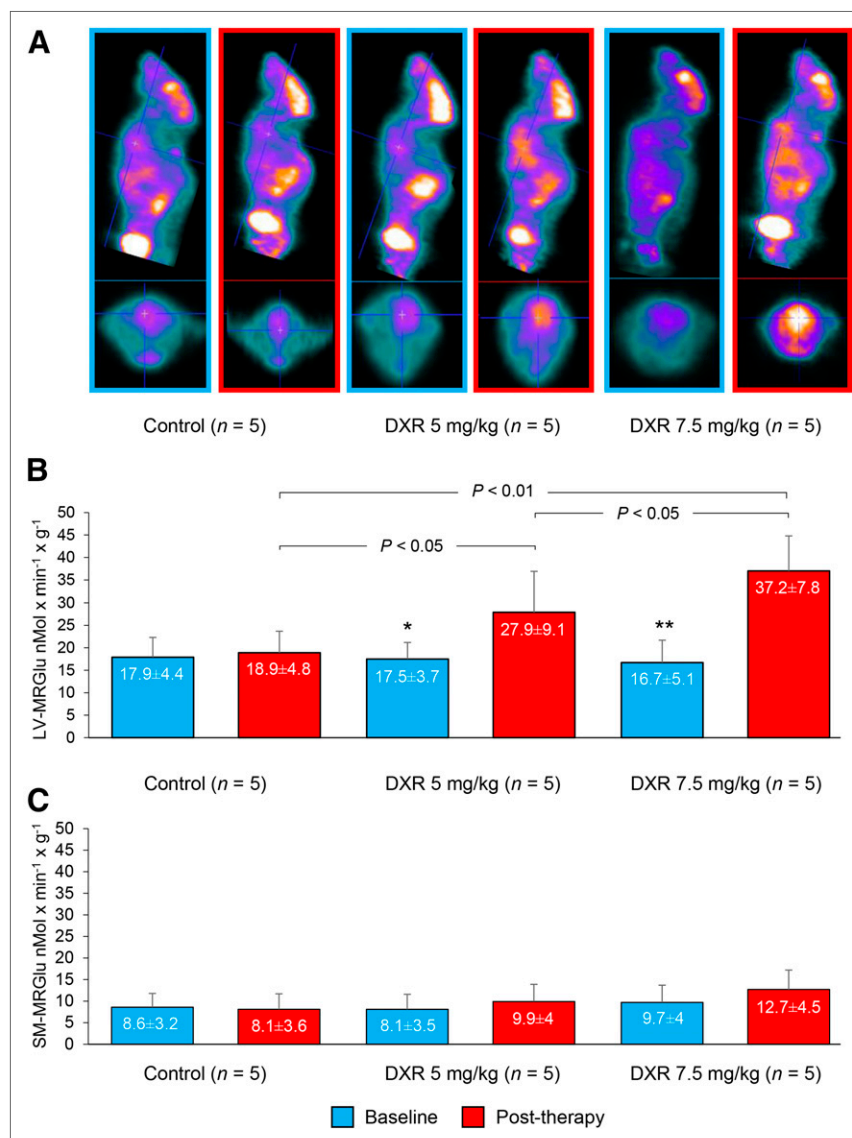 A
Control (n = 5) DXR 5 mg/kg (n = 5) DXR 7.5 mg/kg (n = 5)
B
P < 0.01
P < 0.05
P < 0.05
LV-MRGlu nMol x min⁻¹ x g⁻¹
50
45
40
35
30
25
20
15
10
5
0
* **
17.9±4.4 18.9±4.8 17.5±3.7 27.9±9.1 16.7±5.1 37.2±7.8
Control (n = 5) DXR 5 mg/kg (n = 5) DXR 7.5 mg/kg (n = 5)
C
SM-MRGlu nMol x min⁻¹ x g⁻¹
50
45
40
35
30
25
20
15
10
5
0
8.6±3.2 8.1±3.6 8.1±3.5 9.9±4 9.7±4 12.7±4.5
Control (n = 5) DXR 5 mg/kg (n = 5) DXR 7.5 mg/kg (n = 5)
Baseline Post-therapy